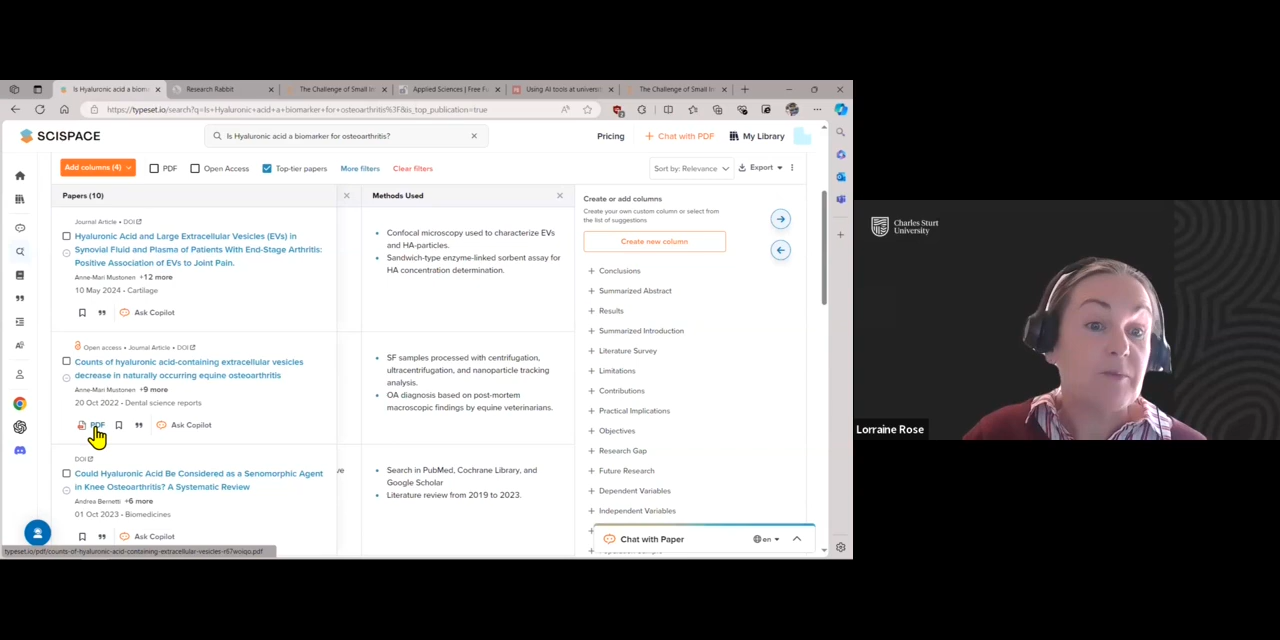 Is Hyaluronic acid a biom
Research Rabbit
The Challenge of Small In
Applied Sciences | Free Fu
Using AI tools at universit
The Challenge of Small Im
https://typeset.io/search?q=Is+Hyaluronic+acid+a+biomarker+for+osteoarthritis%3F&is_top_publication=true
SCISPACE
Is Hyaluronic acid a biomarker for osteoarthritis?
Pricing
Chat with PDF
My Library
Add columns (4)
PDF
Open Access
Top-tier papers
More filters
Clear filters
Sort by: Relevance
Export
Papers (10)
Methods Used
Journal Article • DOI
Hyaluronic Acid and Large Extracellular Vesicles (EVs) in
Synovial Fluid and Plasma of Patients With End-Stage Arthritis:
Positive Association of EVs to Joint Pain.
Anne-Mari Mustonen +12 more
10 May 2024 - Cartilage
Ask Copilot
Confocal microscopy used to characterize EVs
and HA-particles.
Sandwich-type enzyme-linked sorbent assay for
HA concentration determination.
Open access • Journal Article • DOI
Counts of hyaluronic acid-containing extracellular vesicles
decrease in naturally occurring equine osteoarthritis
Anne-Mari Mustonen +9 more
20 Oct 2022 - Dental science reports
PDF
Ask Copilot
SF samples processed with centrifugation,
ultracentrifugation, and nanoparticle tracking
analysis.
OA diagnosis based on post-mortem
macroscopic findings by equine veterinarians.
DOI
Could Hyaluronic Acid Be Considered as a Senomorphic Agent
in Knee Osteoarthritis? A Systematic Review
Andrea Bernetti +6 more
01 Oct 2023 - Biomedicines
Ask Copilot
ve
Search in PubMed, Cochrane Library, and
Google Scholar
Literature review from 2019 to 2023.
Create or add columns
Create your own custom column or select from
the list of suggestions
Create new column
Conclusions
Summarized Abstract
Results
Summarized Introduction
Literature Survey
Limitations
Contributions
Practical Implications
Objectives
Research Gap
Future Research
Dependent Variables
Independent Variables
Chat with Paper
en
Charles Sturt
University
Lorraine Rose